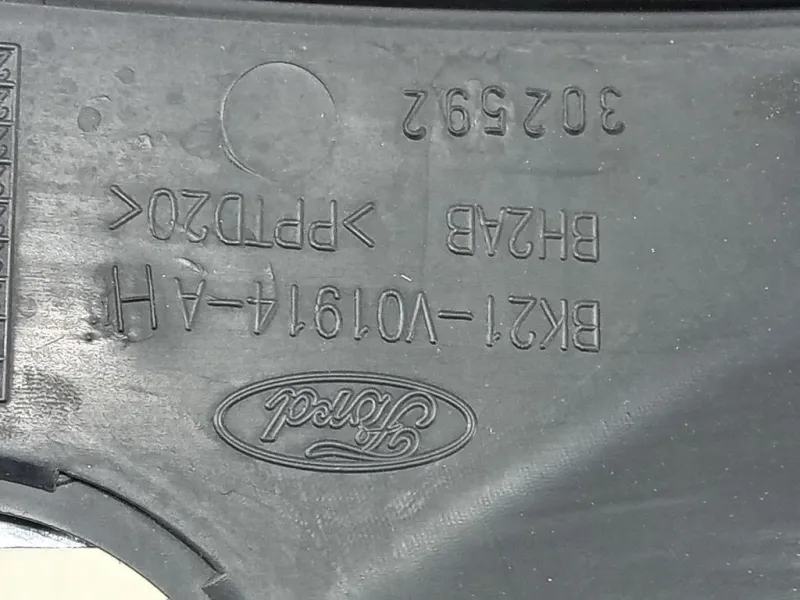 Ford
BK21-V01914-AH
BH2AB >PPTD20<
302592